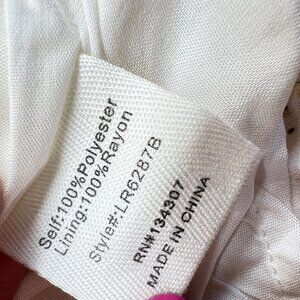 Self:100%Polyester
Lining:100%Rayon
Style#:LR6287B
RN#134307
MADE IN CHINA